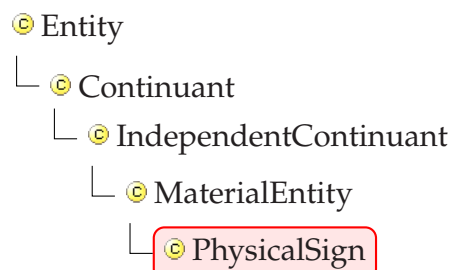 C Entity
C Continuant
C IndependentContinuant
C MaterialEntity
C PhysicalSign